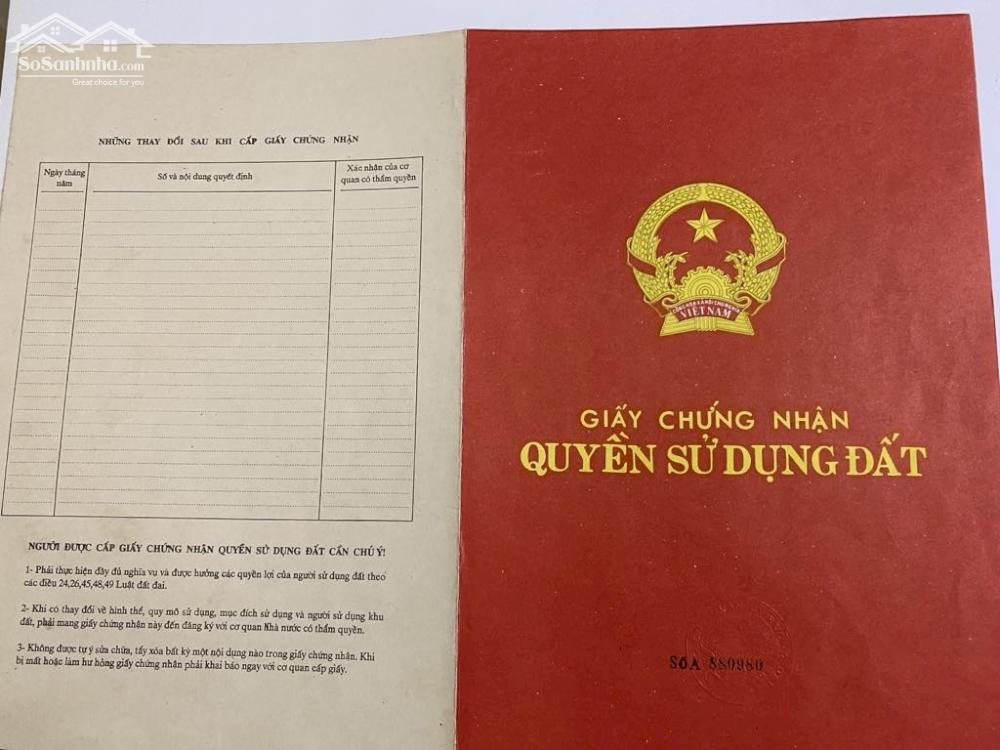 SoSanhnha.com
Great choice for you
NHỮNG THAY ĐỔI SAU KHI CẤP GIẤY CHỨNG NHẬN
Ngày tháng
năm
Số và nội dung quyết định
Xác nhận của cơ
quan có thẩm quyền
NGƯỜI ĐƯỢC CẤP GIẤY CHỨNG NHẬN QUYỀN SỬ DỤNG ĐẤT CẦN CHÚ Ý!
1- Phải thực hiện đầy đủ nghĩa vụ và được hưởng các quyền lợi của người sử dụng đất theo
các điều 24,26,45,48,49 Luật đất đai.
2- Khi có thay đổi về hình thể, quy mô sử dụng, mục đích sử dụng và người sử dụng khu
đất, phải mang giấy chứng nhận này đến đăng ký với cơ quan Nhà nước có thẩm quyền.
3- Không được tự ý sửa chữa, tẩy xóa bất kỳ một nội dung nào trong giấy chứng nhận. Khi
bị mất hoặc làm hư hỏng giấy chứng nhận phải khai báo ngay với cơ quan cấp giấy.
CỘNG HÒA XÃ HỘI CHỦ NGHĨA
VIỆT NAM
GIẤY CHỨNG NHẬN
QUYỀN SỬ DỤNG ĐẤT
Số A 880980